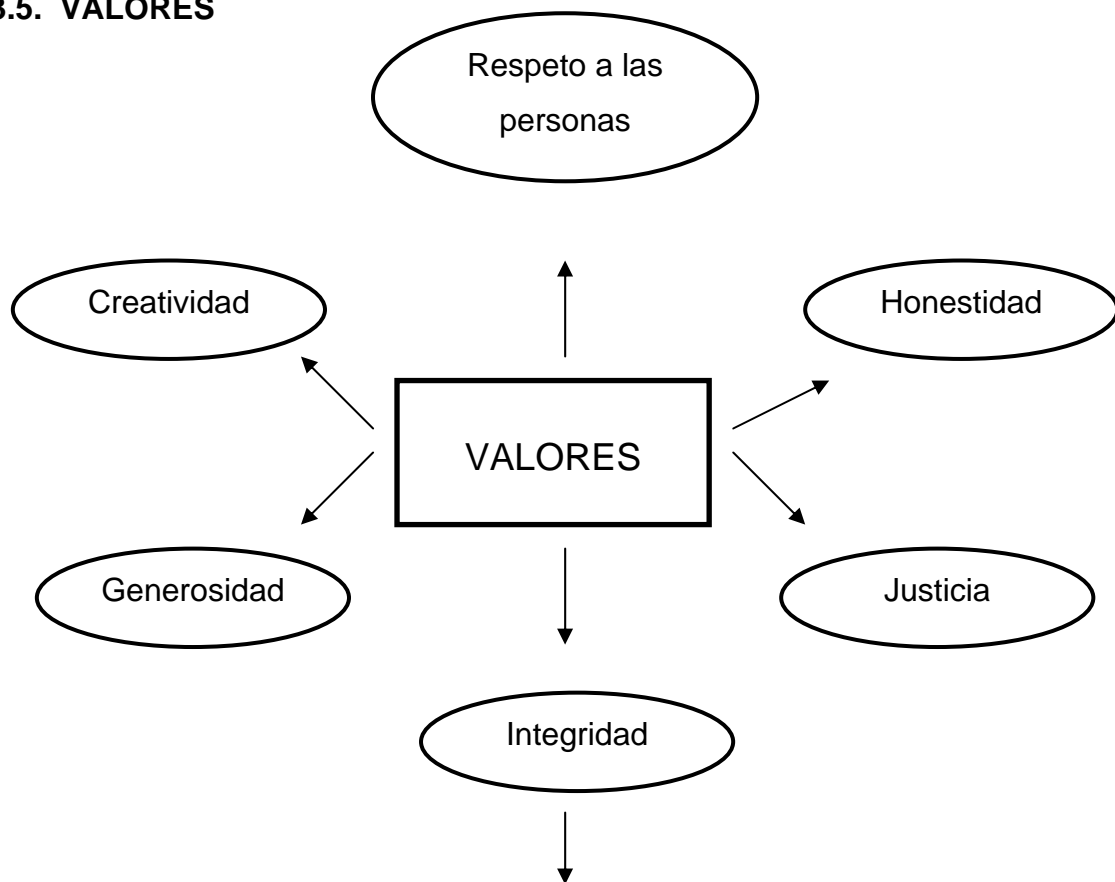 3.5. VALORES
Respeto a las
personas
Creatividad
Honestidad
VALORES
Generosidad
Justicia
Integridad